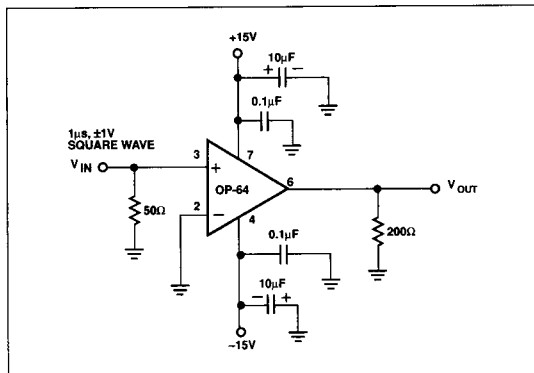 +15V
10μF
+ −
0.1μF
1μs, ±1V
SQUARE WAVE
3
7
V IN
+
OP-64
6
V OUT
50Ω
2
−
4
200Ω
0.1μF
10μF
− +
−15V